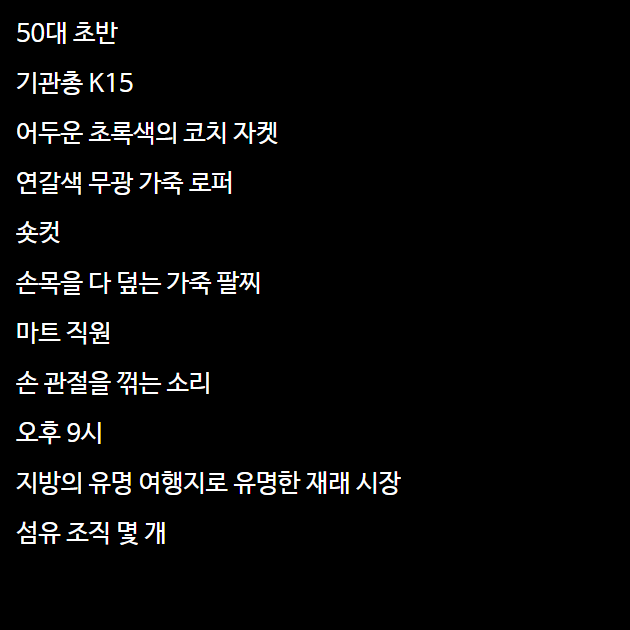 50대 초반
기관총 K15
어두운 초록색의 코치 자켓
연갈색 무광 가죽 로퍼
숏컷
손목을 다 덮는 가죽 팔찌
마트 직원
손 관절을 꺾는 소리
오후 9시
지방의 유명 여행지로 유명한 재래 시장
섬유 조직 몇 개